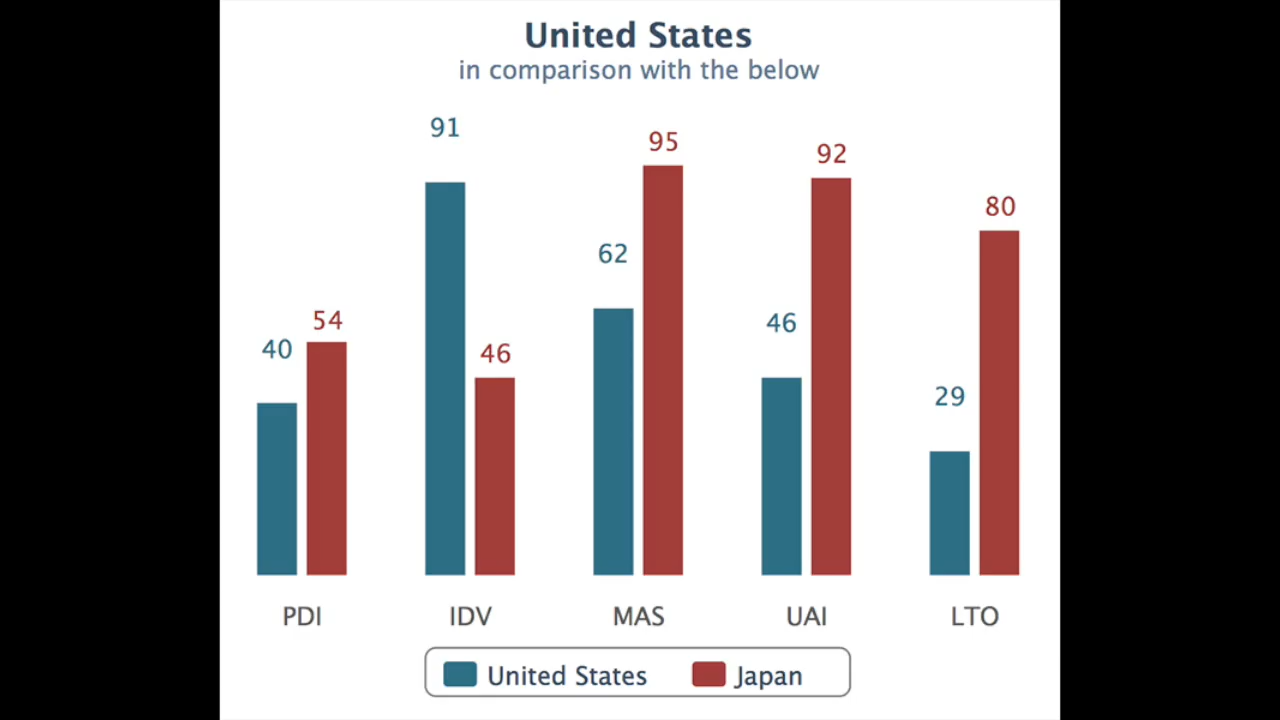 United States
in comparison with the below
91
95
92
80
62
54
46
40
46
29
PDI IDV MAS UAI LTO
United States Japan